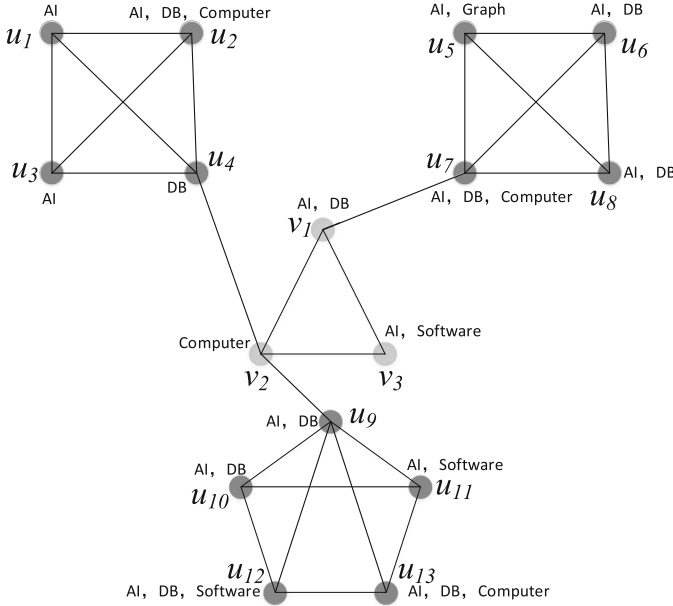 AI
u1
AI, DB, Computer
u2
AI, Graph
u5
AI, DB
u6
u3
AI
u4
DB
u7
AI, DB, Computer
AI, DB
u8
AI, DB
v1
Computer
v2
AI, Software
v3
AI, DB
u9
AI, DB
u10
AI, Software
u11
u12
AI, DB, Software
u13
AI, DB, Computer